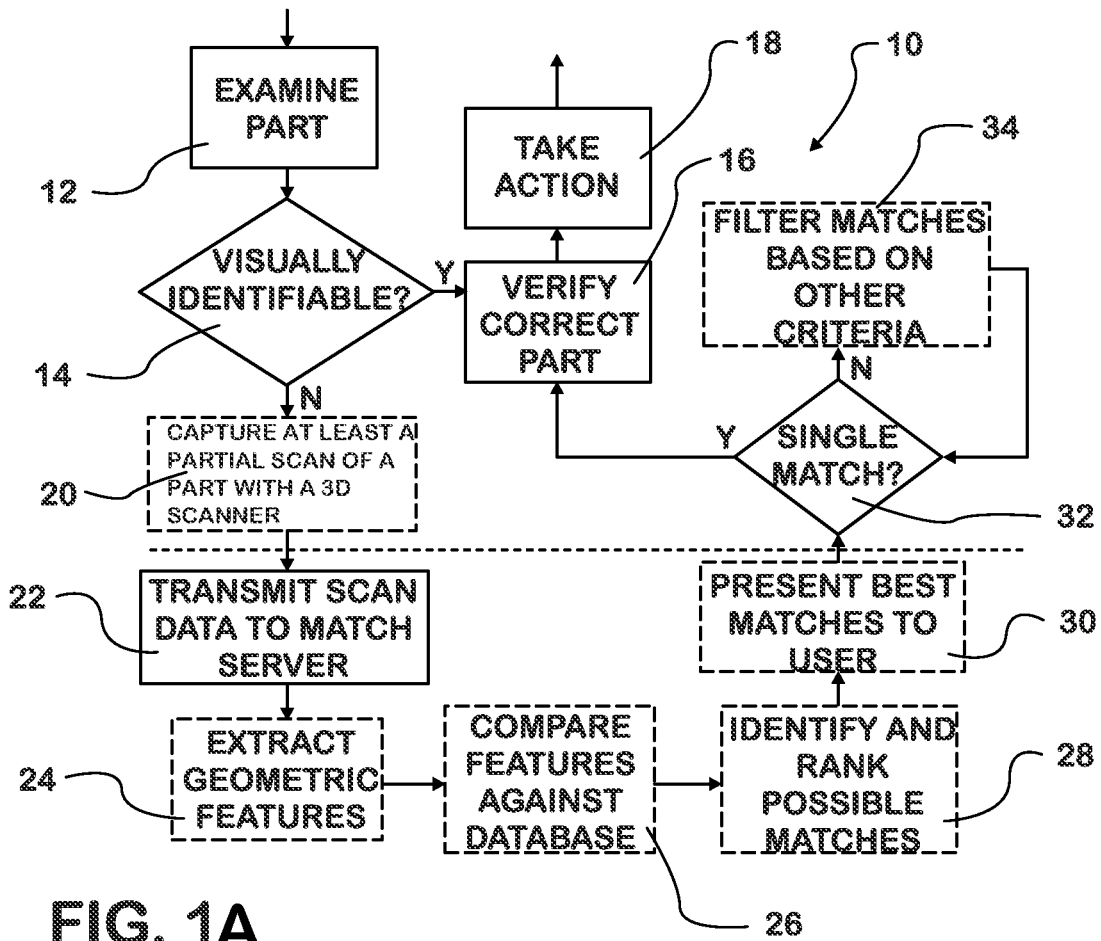 EXAMINE
PART
12
VISUALLY
IDENTIFIABLE?
14
Y
N
VERIFY
CORRECT
PART
16
TAKE
ACTION
18
10
CAPTURE AT LEAST A
PARTIAL SCAN OF A
PART WITH A 3D
SCANNER
20
TRANSMIT SCAN
DATA TO MATCH
SERVER
22
EXTRACT
GEOMETRIC
FEATURES
24
COMPARE
FEATURES
AGAINST
DATABASE
26
IDENTIFY AND
RANK
POSSIBLE
MATCHES
28
PRESENT BEST
MATCHES TO
USER
30
SINGLE
MATCH?
32
Y
N
FILTER MATCHES
BASED ON
OTHER
CRITERIA
34
FIG. 1A